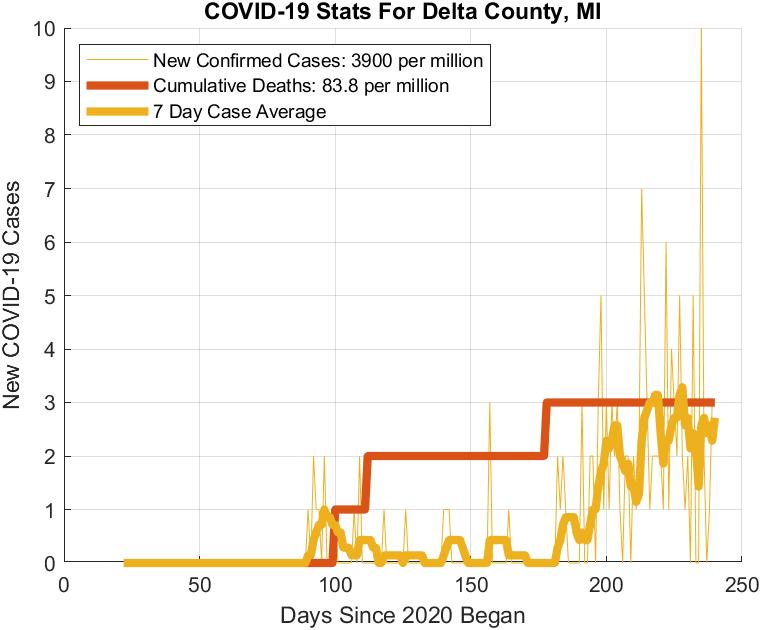 COVID-19 Stats For Delta County, MI
New Confirmed Cases: 3900 per million
Cumulative Deaths: 83.8 per million
7 Day Case Average
New COVID-19 Cases
10
9
8
7
6
5
4
3
2
1
0
0 50 100 150 200 250
Days Since 2020 Began